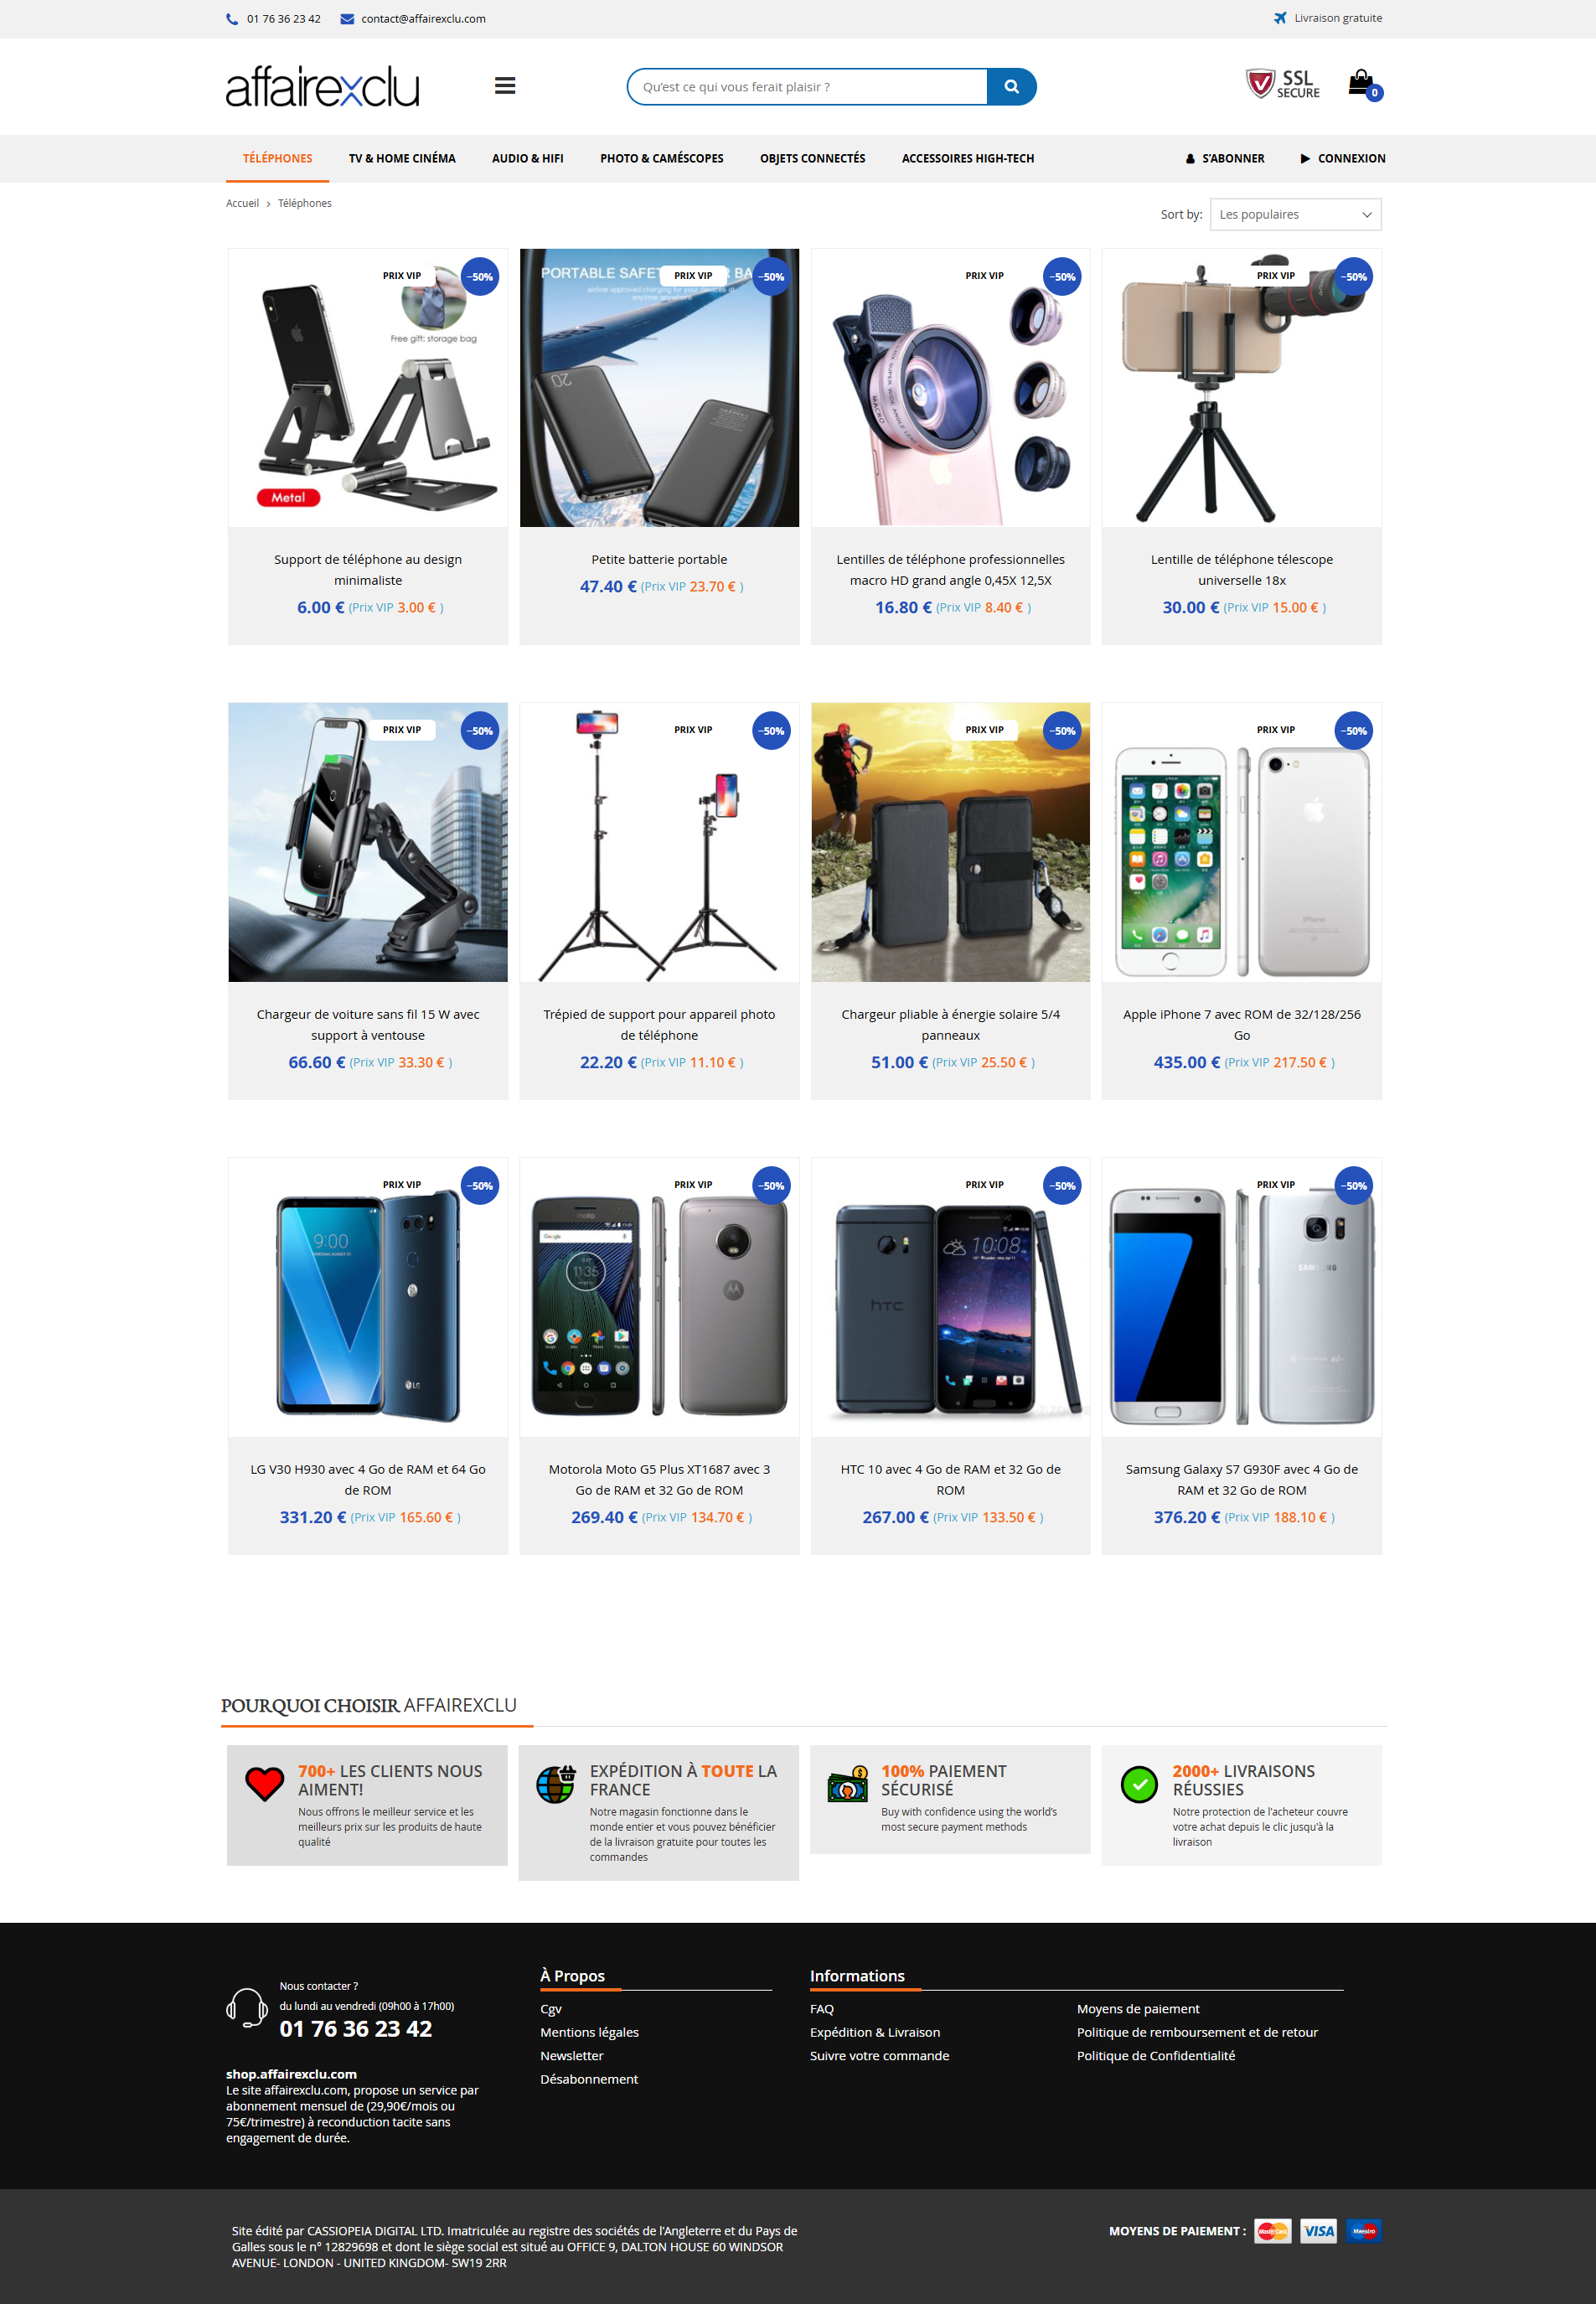 01 76 36 23 42
contact@affairexclu.com
Livraison gratuite
affairexclu
Qu'est ce qui vous ferait plaisir ?
SSL
SECURE
0
TÉLÉPHONES
TV & HOME CINÉMA
AUDIO & HIFI
PHOTO & CAMÉSCOPES
OBJETS CONNECTÉS
ACCESSOIRES HIGH-TECH
S'ABONNER
CONNEXION
Accueil > Téléphones
Sort by:
Les populaires
PRIX VIP
-50%
Free gift: storage bag
Metal
Support de téléphone au design
minimaliste
6.00 € (Prix VIP 3.00 € )
PORTABLE SAFET
R BA
airline approved charging for your devices at
anytime anywhere
PRIX VIP
-50%
20
Petite batterie portable
47.40 € (Prix VIP 23.70 € )
PRIX VIP
-50%
MACRO
SUPER WIDE ANGLE LENS
Lentilles de téléphone professionnelles
macro HD grand angle 0,45X 12,5X
16.80 € (Prix VIP 8.40 € )
PRIX VIP
-50%
Lentille de téléphone télescope
universelle 18x
30.00 € (Prix VIP 15.00 € )
PRIX VIP
-50%
Chargeur de voiture sans fil 15 W avec
support à ventouse
66.60 € (Prix VIP 33.30 € )
PRIX VIP
-50%
Trépied de support pour appareil photo
de téléphone
22.20 € (Prix VIP 11.10 € )
PRIX VIP
-50%
Chargeur pliable à énergie solaire 5/4
panneaux
51.00 € (Prix VIP 25.50 € )
PRIX VIP
-50%
iPhone
Apple iPhone 7 avec ROM de 32/128/256
Go
435.00 € (Prix VIP 217.50 € )
PRIX VIP
-50%
9:00
LG
LG V30 H930 avec 4 Go de RAM et 64 Go
de ROM
331.20 € (Prix VIP 165.60 € )
PRIX VIP
-50%
moto
Google
11:35
Motorola Moto G5 Plus XT1687 avec 3
Go de RAM et 32 Go de ROM
269.40 € (Prix VIP 134.70 € )
PRIX VIP
-50%
10:08
hTC
HTC 10 avec 4 Go de RAM et 32 Go de
ROM
267.00 € (Prix VIP 133.50 € )
PRIX VIP
-50%
SAMSUNG
Samsung Galaxy S7 G930F avec 4 Go de
RAM et 32 Go de ROM
376.20 € (Prix VIP 188.10 € )
POURQUOI CHOISIR AFFAIREXCLU
700+ LES CLIENTS NOUS
AIMENT!
Nous offrons le meilleur service et les
meilleurs prix sur les produits de haute
qualité
EXPÉDITION À TOUTE LA
FRANCE
Notre magasin fonctionne dans le
monde entier et vous pouvez bénéficier
de la livraison gratuite pour toutes les
commandes
100% PAIEMENT
SÉCURISÉ
Buy with confidence using the world's
most secure payment methods
2000+ LIVRAISONS
RÉUSSIES
Notre protection de l'acheteur couvre
votre achat depuis le clic jusqu'à la
livraison
Nous contacter ?
du lundi au vendredi (09h00 à 17h00)
01 76 36 23 42
shop.affairexclu.com
Le site affairexclu.com, propose un service par
abonnement mensuel de (29,90€/mois ou
75€/trimestre) à reconduction tacite sans
engagement de durée.
À Propos
Cgv
Mentions légales
Newsletter
Désabonnement
Informations
FAQ
Expédition & Livraison
Suivre votre commande
Moyens de paiement
Politique de remboursement et de retour
Politique de Confidentialité
Site édité par CASSIOPEIA DIGITAL LTD. Imatriculée au registre des sociétés de l'Angleterre et du Pays de
Galles sous le n° 12829698 et dont le siège social est situé au OFFICE 9, DALTON HOUSE 60 WINDSOR
AVENUE- LONDON - UNITED KINGDOM- SW19 2RR
MOYENS DE PAIEMENT :
MasterCard
VISA
Maestro